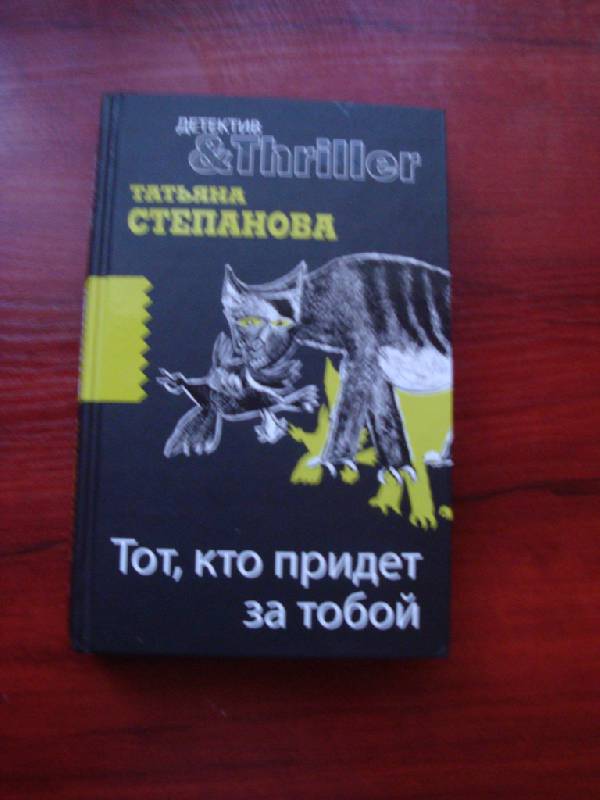 ДЕТЕКТИВ
&Thriller
ТАТЬЯНА
СТЕПАНОВА
Тот, кто придет
за тобой